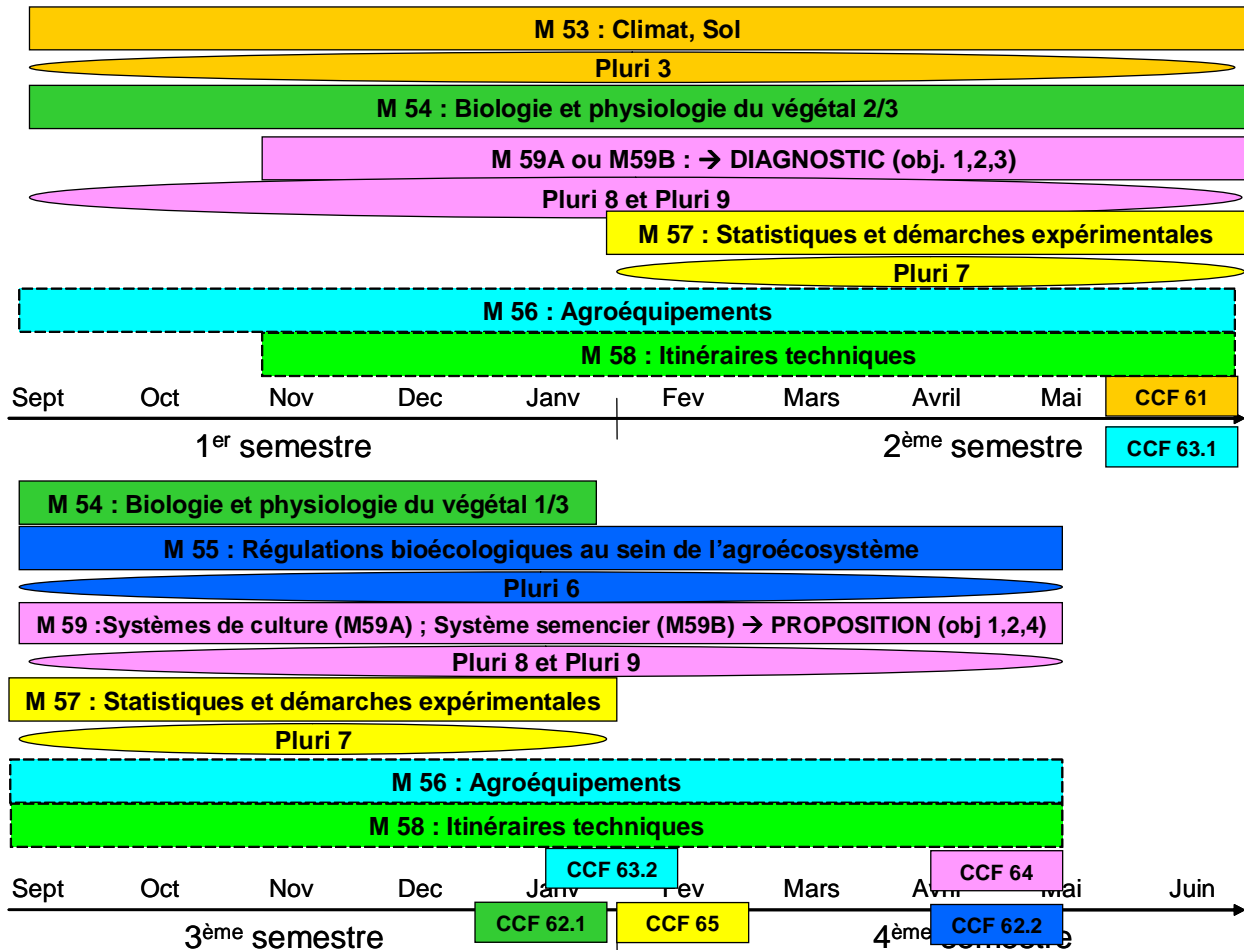 M 53 : Climat, Sol
Pluri 3
M 54 : Biologie et physiologie du végétal 2/3
M 59A ou M59B : → DIAGNOSTIC (obj. 1,2,3)
Pluri 8 et Pluri 9
M 57 : Statistiques et démarches expérimentales
Pluri 7
M 56 : Agroéquipements
M 58 : Itinéraires techniques
Sept Oct Nov Dec Janv Fev Mars Avril Mai CCF 61
1er semestre 2ème semestre CCF 63.1
M 54 : Biologie et physiologie du végétal 1/3
M 55 : Régulations bioécologiques au sein de l’agroécosystème
Pluri 6
M 59 :Systèmes de culture (M59A) ; Système semencier (M59B) → PROPOSITION (obj 1,2,4)
Pluri 8 et Pluri 9
M 57 : Statistiques et démarches expérimentales
Pluri 7
M 56 : Agroéquipements
M 58 : Itinéraires techniques
CCF 63.2 CCF 64
Sept Oct Nov Dec Janv Fev Mars Avril Mai Juin
CCF 62.1 CCF 65 CCF 62.2
3ème semestre 4ème semestre